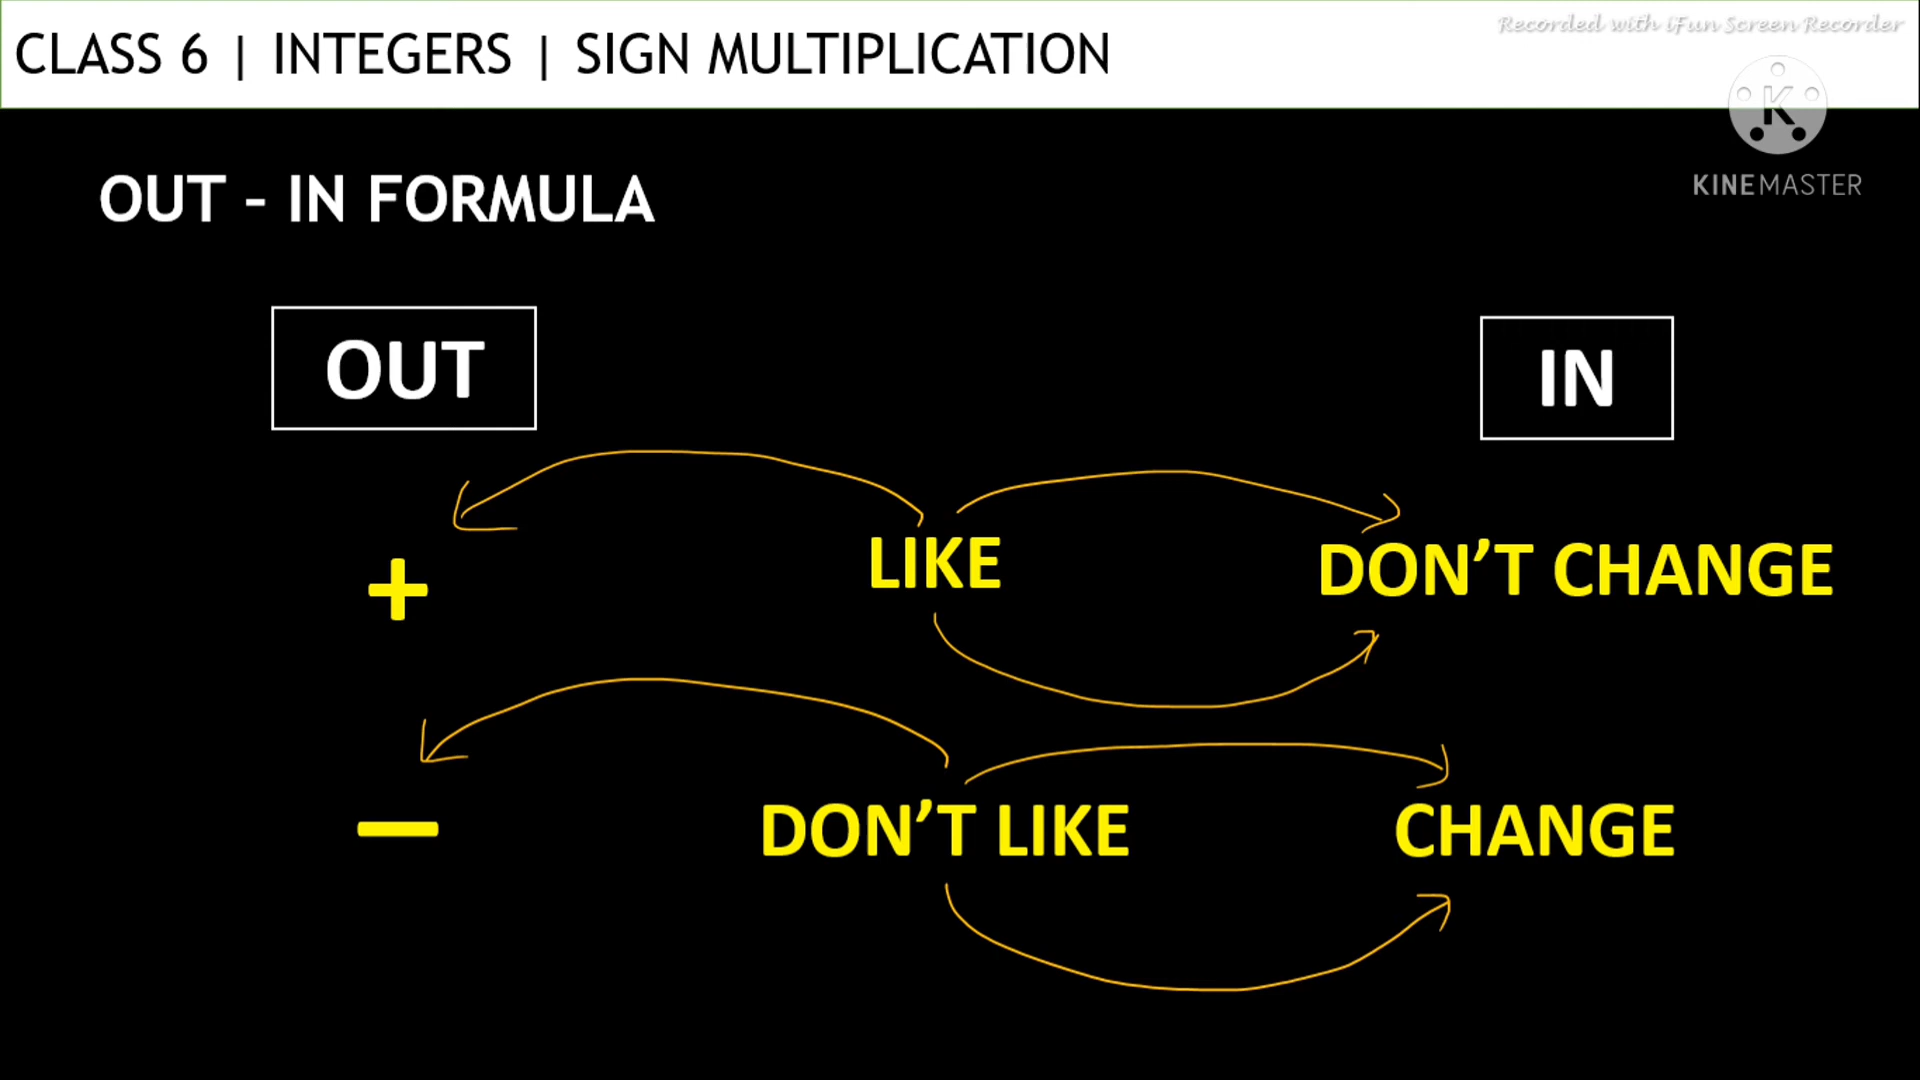 Recorded with iFun Screen Recorder
CLASS 6 | INTEGERS | SIGN MULTIPLICATION
K
KINEMASTER
OUT - IN FORMULA
OUT
IN
+
LIKE
DON’T CHANGE
–
DON’T LIKE
CHANGE